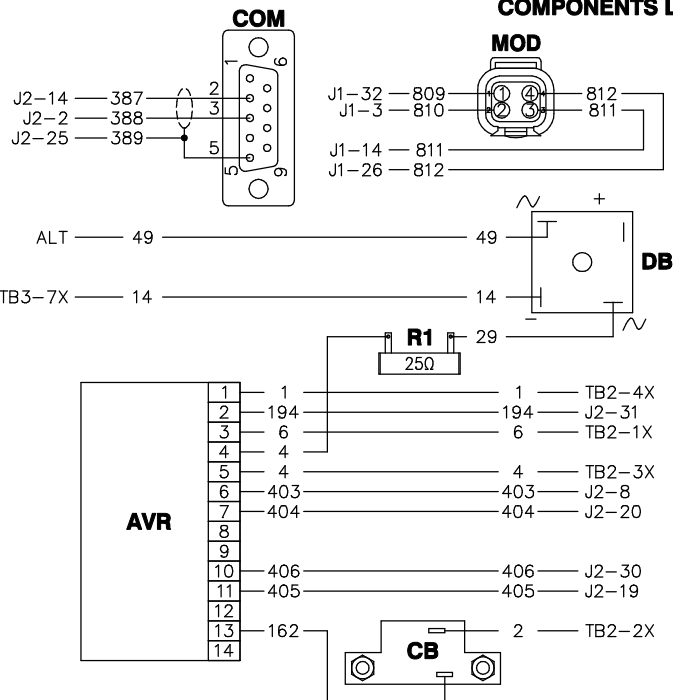 COMPONENTS L
COM
MOD
1
6
J2-14 387
2
J2-2 388
3
J2-25 389
5
5
9
J1-32 809
1
1
4
4
812
J1-3 810
2
2
3
3
811
J1-14 811
J1-26 812
ALT 49 49
+
DB
TB3-7X 14 14
-
R1
29
25Ω
AVR
1 1 1 TB2-4X
2 194 194 J2-31
3 6 6 TB2-1X
4 4
5 4 4 TB2-3X
6 403 403 J2-8
7 404 404 J2-20
8
9
10 406 406 J2-30
11 405 405 J2-19
12
13 162
14
CB
2 TB2-2X